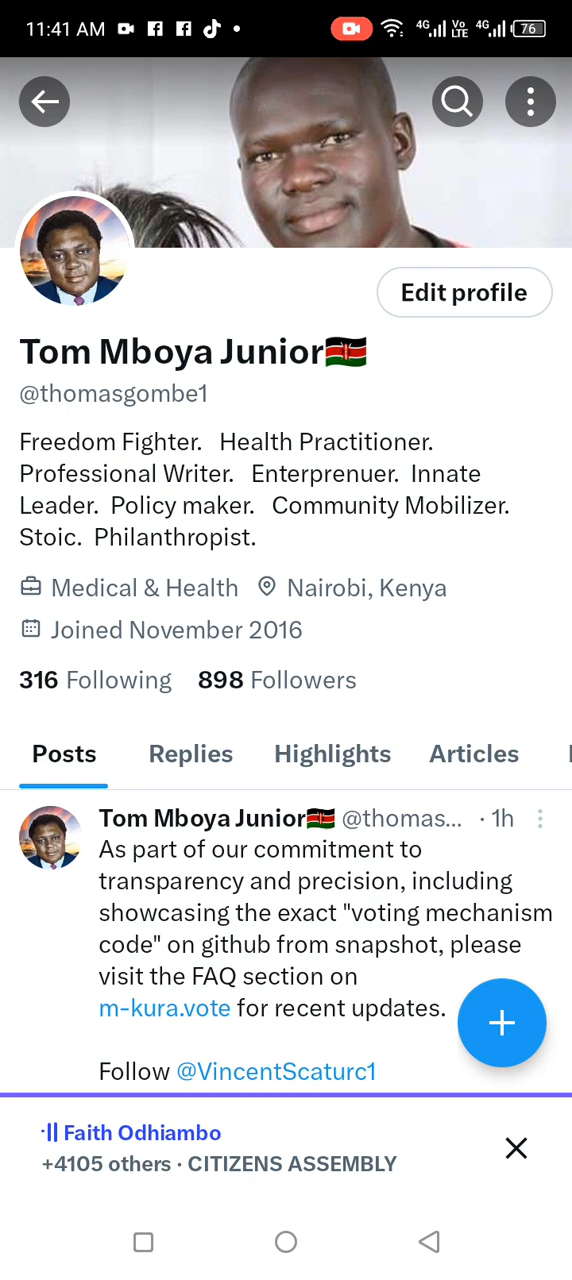 11:41 AM
4G VoLTE 4G 76
Edit profile
Tom Mboya Junior🇰🇪
@thomasgombe1
Freedom Fighter. Health Practitioner.
Professional Writer. Enterprenuer. Innate
Leader. Policy maker. Community Mobilizer.
Stoic. Philanthropist.
Medical & Health Nairobi, Kenya
Joined November 2016
316 Following 898 Followers
Posts Replies Highlights Articles
Tom Mboya Junior🇰🇪 @thomas... · 1h
As part of our commitment to
transparency and precision, including
showcasing the exact "voting mechanism
code" on github from snapshot, please
visit the FAQ section on
m-kura.vote for recent updates.
Follow @VincentScaturc1
Faith Odhiambo
+4105 others · CITIZENS ASSEMBLY